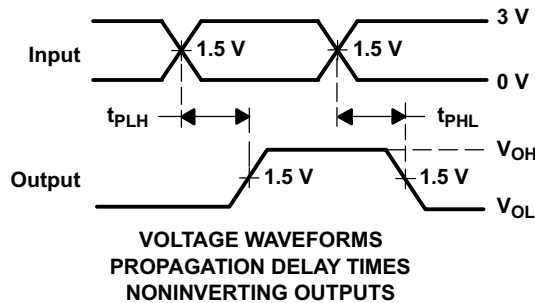 3 V
1.5 V 1.5 V
Input
0 V
tPLH tPHL
VOH
Output 1.5 V 1.5 V
VOL
VOLTAGE WAVEFORMS
PROPAGATION DELAY TIMES
NONINVERTING OUTPUTS